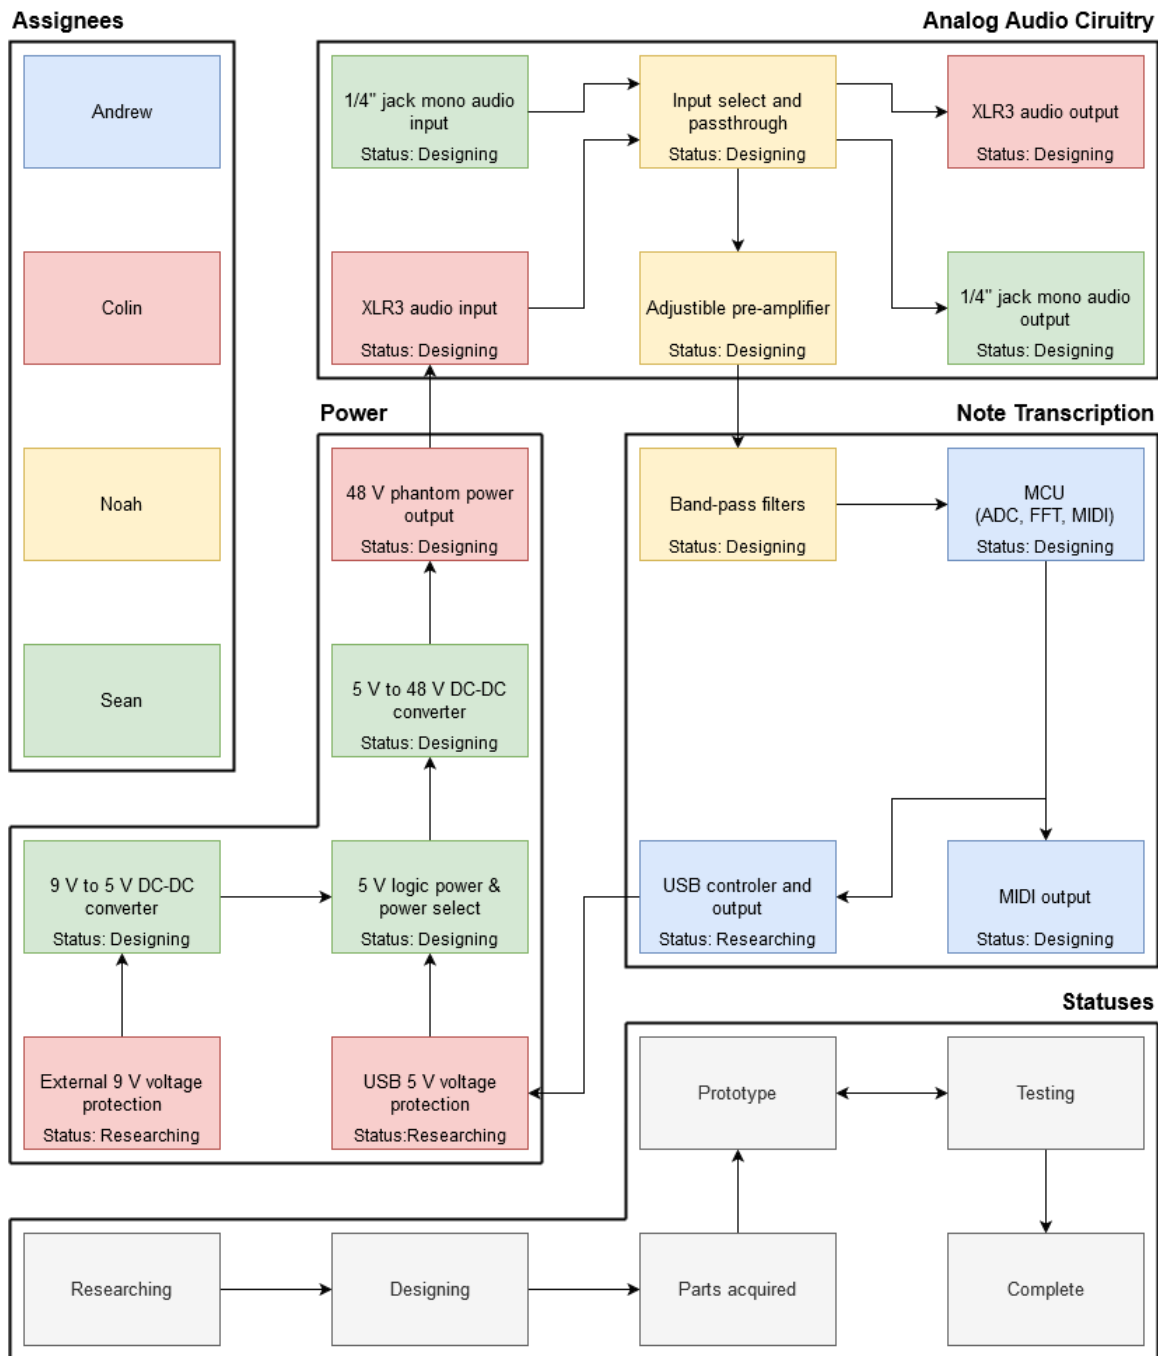 Assignees
Andrew
Colin
Noah
Sean
Analog Audio Ciruitry
1/4" jack mono audio
input
Status: Designing
Input select and
passthrough
Status: Designing
XLR3 audio output
Status: Designing
XLR3 audio input
Status: Designing
Adjustible pre-amplifier
Status: Designing
1/4" jack mono audio
output
Status: Designing
Power
48 V phantom power
output
Status: Designing
5 V to 48 V DC-DC
converter
Status: Designing
9 V to 5 V DC-DC
converter
Status: Designing
5 V logic power &
power select
Status: Designing
External 9 V voltage
protection
Status: Researching
USB 5 V voltage
protection
Status:Researching
Note Transcription
Band-pass filters
Status: Designing
MCU
(ADC, FFT, MIDI)
Status: Designing
USB controler and
output
Status: Researching
MIDI output
Status: Designing
Statuses
Prototype
Testing
Researching
Designing
Parts acquired
Complete